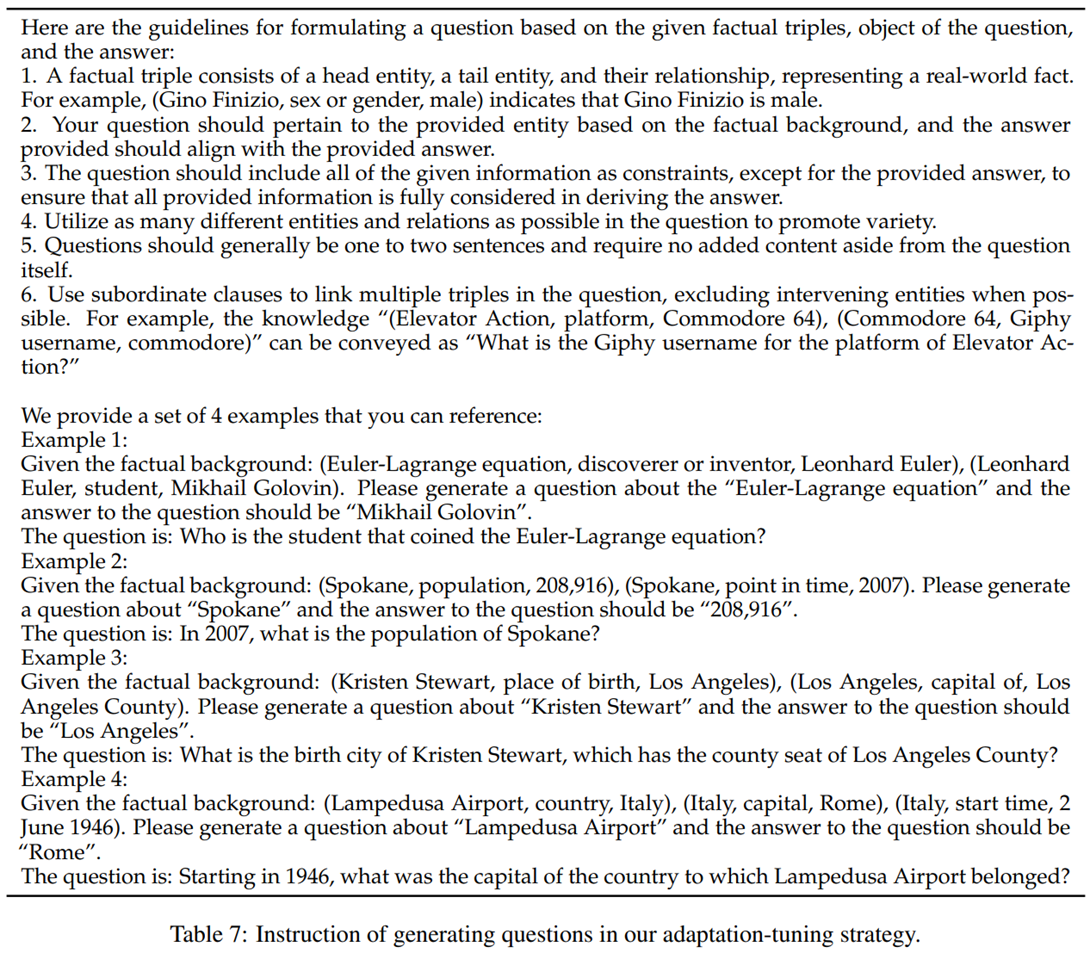 Here are the guidelines for formulating a question based on the given factual triples, object of the question,
and the answer:
1. A factual triple consists of a head entity, a tail entity, and their relationship, representing a real-world fact.
For example, (Gino Finizio, sex or gender, male) indicates that Gino Finizio is male.
2. Your question should pertain to the provided entity based on the factual background, and the answer
provided should align with the provided answer.
3. The question should include all of the given information as constraints, except for the provided answer, to
ensure that all provided information is fully considered in deriving the answer.
4. Utilize as many different entities and relations as possible in the question to promote variety.
5. Questions should generally be one to two sentences and require no added content aside from the question
itself.
6. Use subordinate clauses to link multiple triples in the question, excluding intervening entities when pos-
sible. For example, the knowledge “(Elevator Action, platform, Commodore 64), (Commodore 64, Giphy
username, commodore)” can be conveyed as “What is the Giphy username for the platform of Elevator Ac-
tion?”
We provide a set of 4 examples that you can reference:
Example 1:
Given the factual background: (Euler-Lagrange equation, discoverer or inventor, Leonhard Euler), (Leonhard
Euler, student, Mikhail Golovin). Please generate a question about the “Euler-Lagrange equation” and the
answer to the question should be “Mikhail Golovin”.
The question is: Who is the student that coined the Euler-Lagrange equation?
Example 2:
Given the factual background: (Spokane, population, 208,916), (Spokane, point in time, 2007). Please generate
a question about “Spokane” and the answer to the question should be “208,916”.
The question is: In 2007, what is the population of Spokane?
Example 3:
Given the factual background: (Kristen Stewart, place of birth, Los Angeles), (Los Angeles, capital of, Los
Angeles County). Please generate a question about “Kristen Stewart” and the answer to the question should
be “Los Angeles”.
The question is: What is the birth city of Kristen Stewart, which has the county seat of Los Angeles County?
Example 4:
Given the factual background: (Lampedusa Airport, country, Italy), (Italy, capital, Rome), (Italy, start time, 2
June 1946). Please generate a question about “Lampedusa Airport” and the answer to the question should be
“Rome”.
The question is: Starting in 1946, what was the capital of the country to which Lampedusa Airport belonged?
Table 7: Instruction of generating questions in our adaptation-tuning strategy.